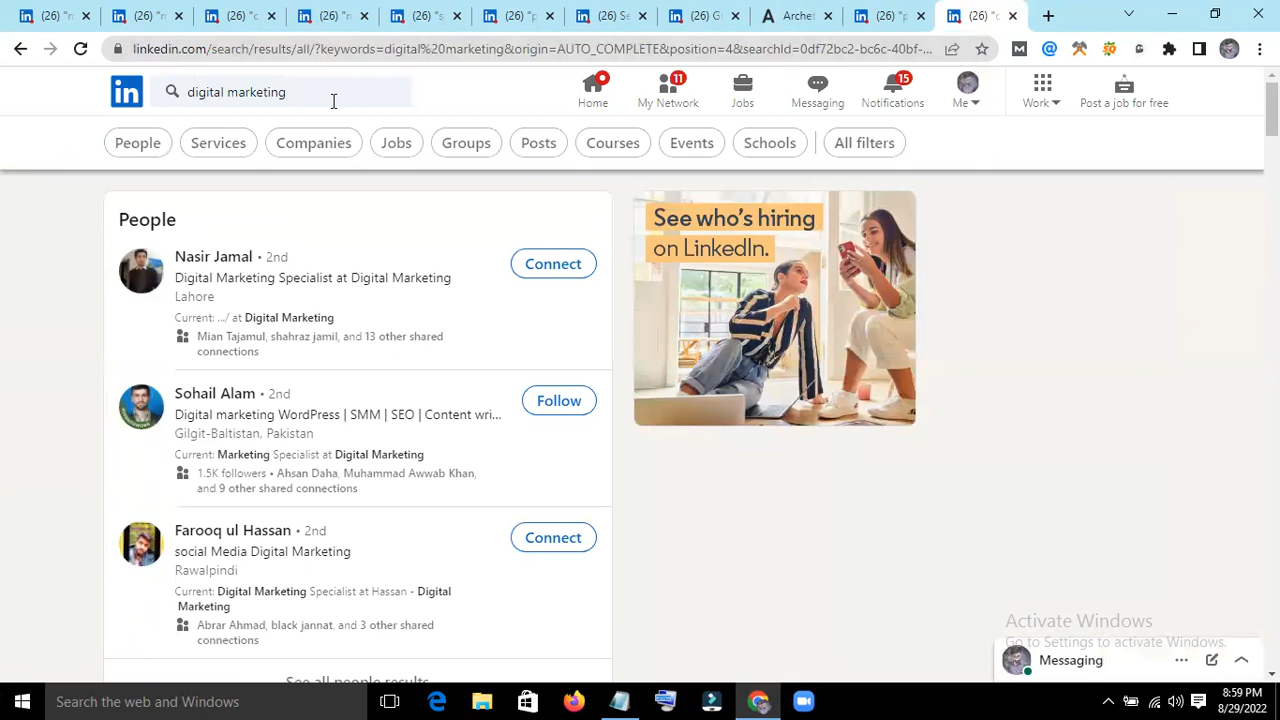 (26) "(
(26) "r
(26) "c
(26) "r
(26) "s
(26) "p
(26) Se
(26) Gi
Archet
(26) "p
(26) "c
linkedin.com/search/results/all/?keywords=digital%20marketing&origin=AUTO_COMPLETE&position=4&searchId=0df72bc2-bc6c-40bf-...
in
digital marketing
Home
11
My Network
Jobs
Messaging
15
Notifications
Me
Work
Post a job for free
People
Services
Companies
Jobs
Groups
Posts
Courses
Events
Schools
All filters
People
Nasir Jamal • 2nd
Connect
Digital Marketing Specialist at Digital Marketing
Lahore
Current: .../ at Digital Marketing
Mian Tajamul, shahraz jamil, and 13 other shared
connections
Sohail Alam • 2nd
Follow
Digital marketing WordPress | SMM | SEO | Content wri...
Gilgit-Baltistan, Pakistan
Current: Marketing Specialist at Digital Marketing
1.5K followers • Ahsan Daha, Muhammad Awwab Khan,
and 9 other shared connections
Farooq ul Hassan • 2nd
Connect
social Media Digital Marketing
Rawalpindi
Current: Digital Marketing Specialist at Hassan - Digital
Marketing
Abrar Ahmad, black jannat, and 3 other shared
connections
See all people results
See who's hiring
on LinkedIn.
Activate Windows
Go to Settings to activate Windows.
Messaging
Search the web and Windows
8:59 PM
8/29/2022